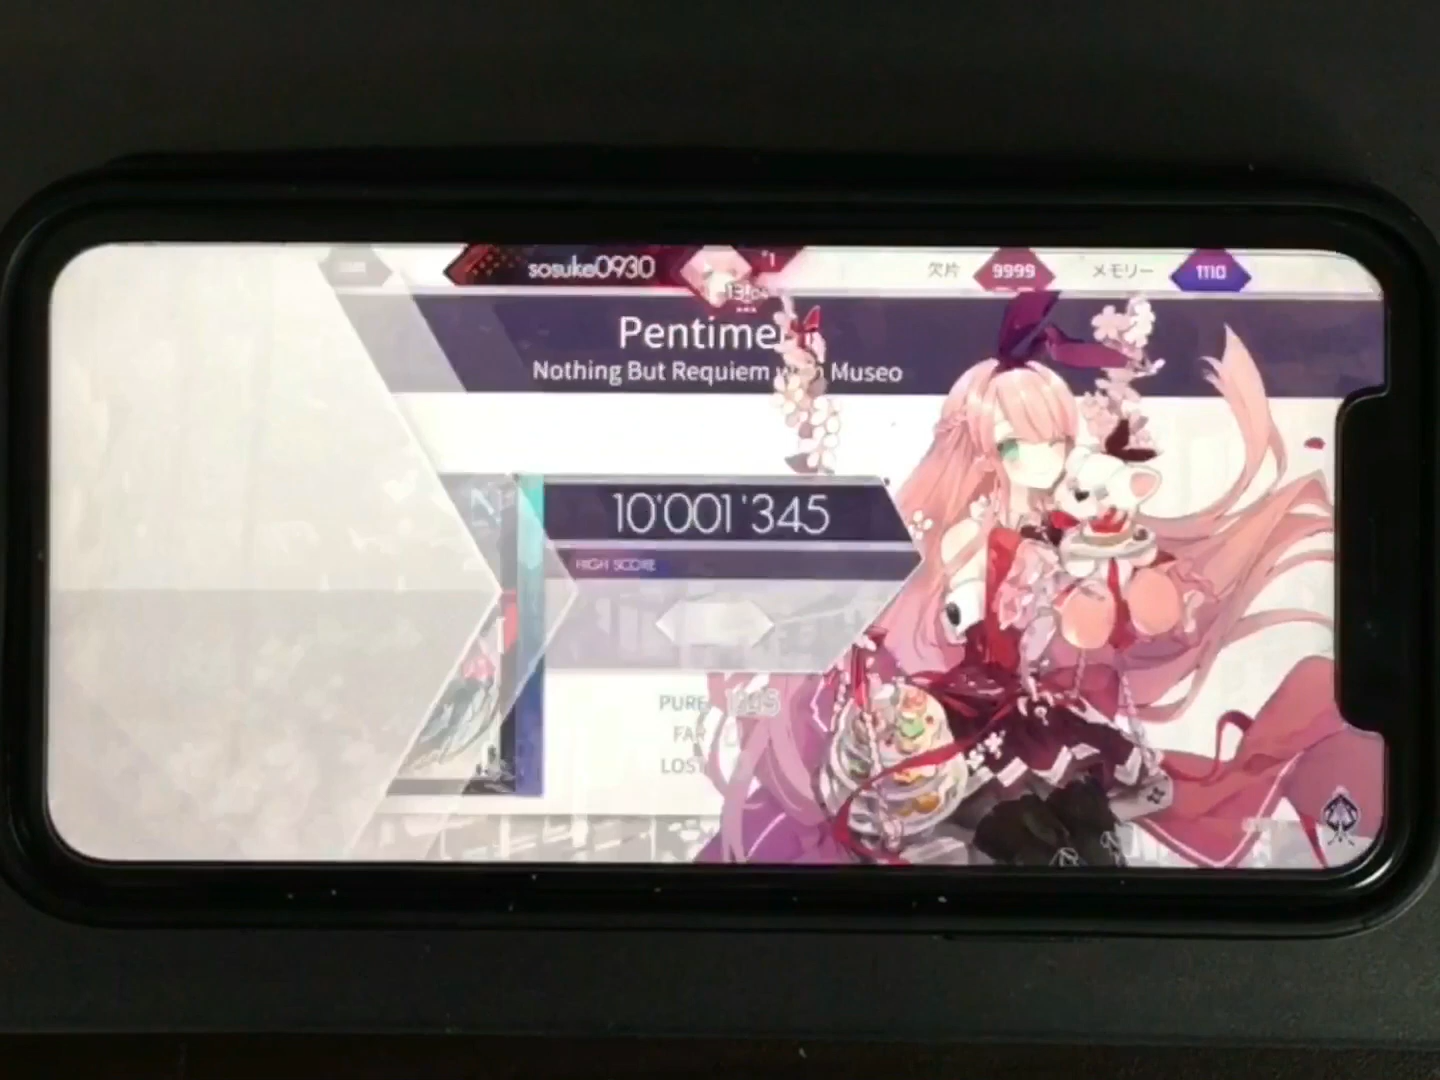 sosuke0930
欠片 9999 メモリー 1110
Nothing But Requiem Museo
10'001'345
HIGH SCORE
PURE
FAR
LOST